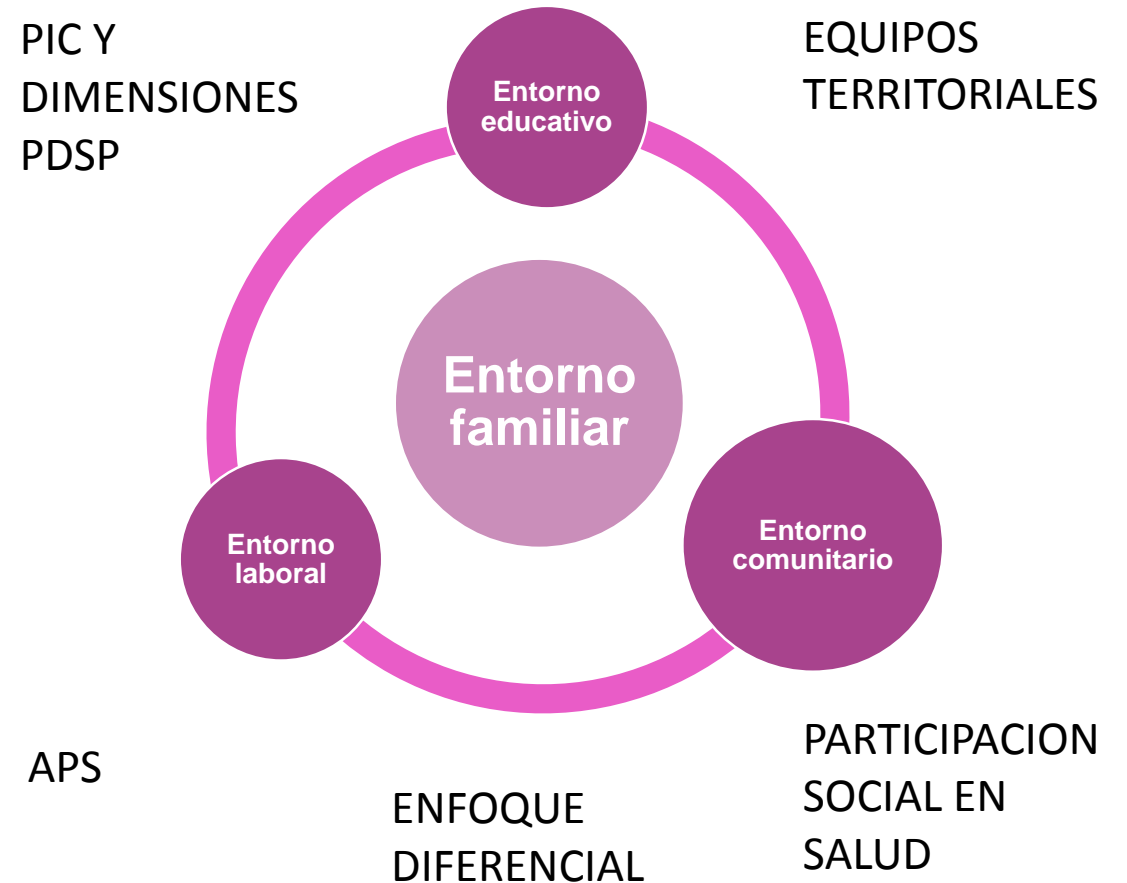 PIC Y
DIMENSIONES
PDSP
EQUIPOS
TERRITORIALES
Entorno
educativo
Entorno
familiar
Entorno
laboral
Entorno
comunitario
APS
ENFOQUE
DIFERENCIAL
PARTICIPACION
SOCIAL EN
SALUD